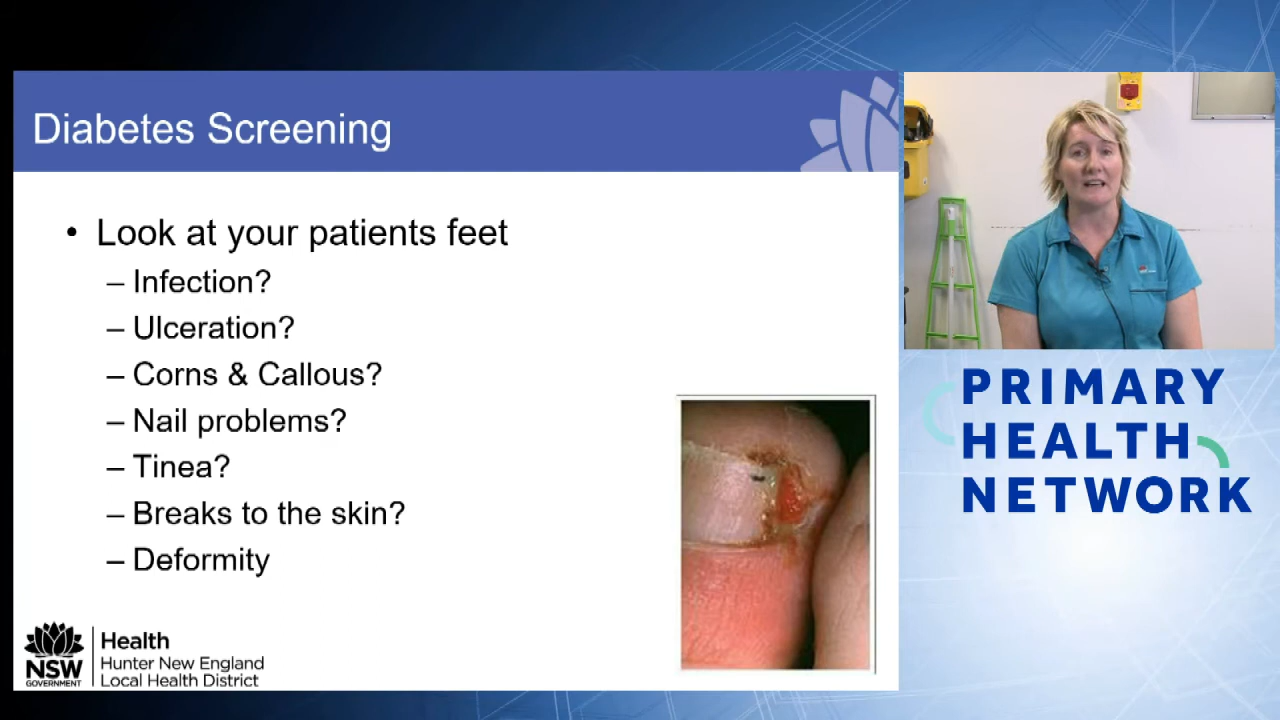 Diabetes Screening
• Look at your patients feet
– Infection?
– Ulceration?
– Corns & Callous?
– Nail problems?
– Tinea?
– Breaks to the skin?
– Deformity
NSW
GOVERNMENT
Health
Hunter New England
Local Health District
PRIMARY
HEALTH
NETWORK